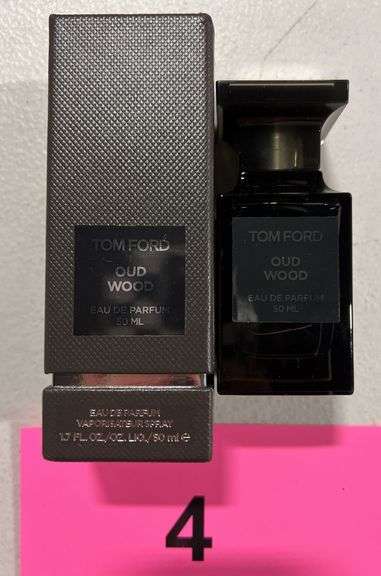 TOM FORD
OUD
WOOD
EAU DE PARFUM
50 ML
EAU DE PARFUM
VAPORISATEUR SPRAY
1.7 FL. OZ./OZ. LIQ./50 ml ℮
TOM FORD
OUD
WOOD
EAU DE PARFUM
50 ML
4